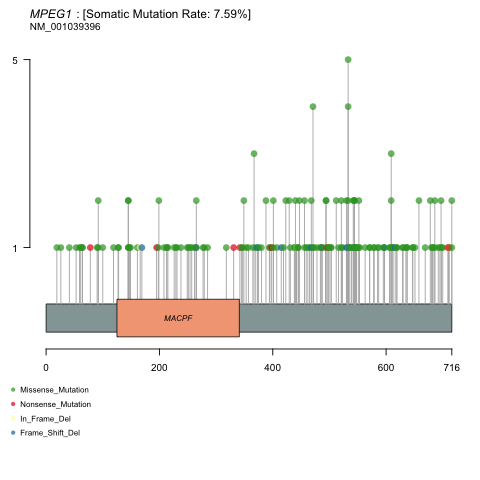 MPEG1 : [Somatic Mutation Rate: 7.59%]
NM_001039396
5
1
MACPF
0 200 400 600 716
Missense_Mutation
Nonsense_Mutation
In_Frame_Del
Frame_Shift_Del